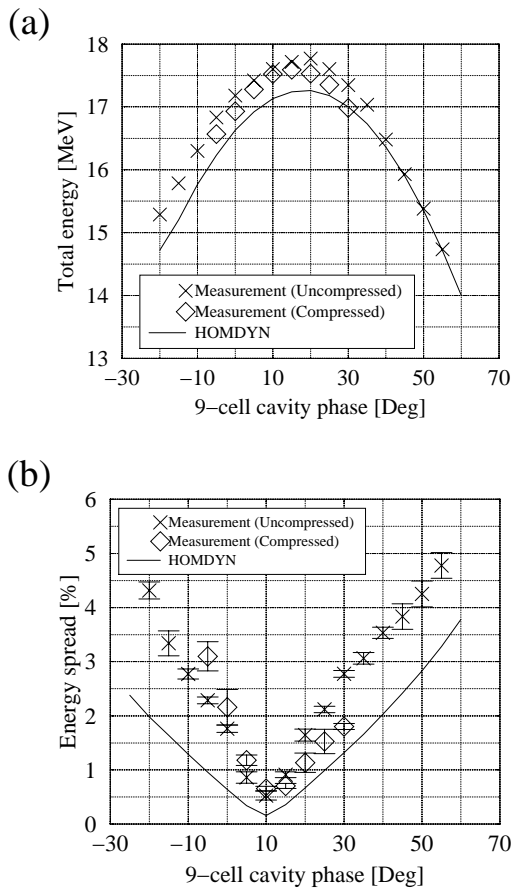 (a)
18
17
16
15
14
13
Total energy [MeV]
Measurement (Uncompressed)
Measurement (Compressed)
HOMDYN
−30 −10 10 30 50 70
9−cell cavity phase [Deg]
(b)
6
5
4
3
2
1
0
Energy spread [%]
Measurement (Uncompressed)
Measurement (Compressed)
HOMDYN
−30 −10 10 30 50 70
9−cell cavity phase [Deg]